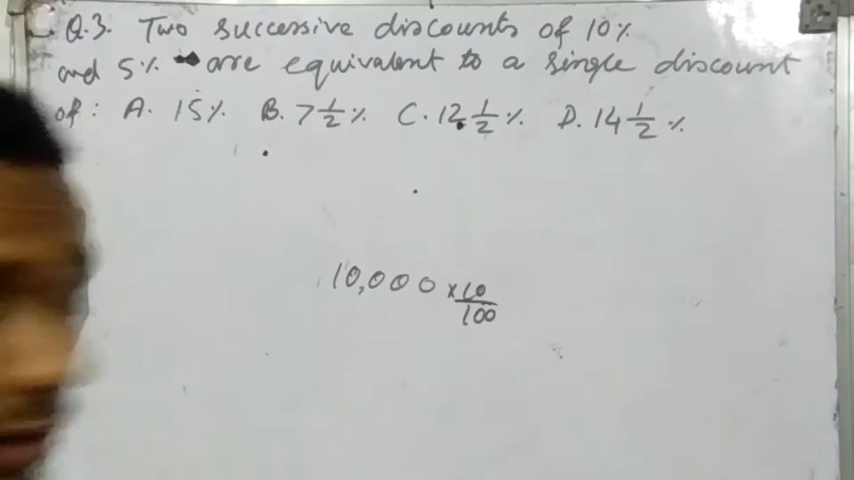 Q.3. Two successive discounts of 10%
and 5% are equivalent to a single discount
of: A. 15% B. 7 1/2 % C. 12 1/2 % D. 14 1/2 %
10,000 x 10/100